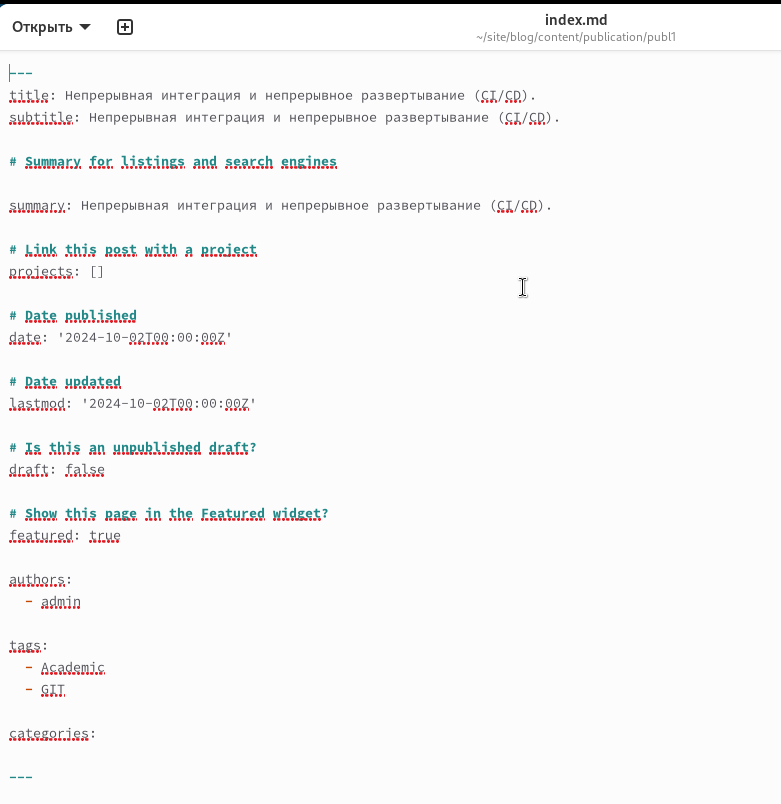 Открыть
index.md
~/site/blog/content/publication/publ1
---
title: Непрерывная интеграция и непрерывное развертывание (CI/CD).
subtitle: Непрерывная интеграция и непрерывное развертывание (CI/CD).
# Summary for listings and search engines
summary: Непрерывная интеграция и непрерывное развертывание (CI/CD).
# Link this post with a project
projects: []
# Date published
date: '2024-10-02T00:00:00Z'
# Date updated
lastmod: '2024-10-02T00:00:00Z'
# Is this an unpublished draft?
draft: false
# Show this page in the Featured widget?
featured: true
authors:
- admin
tags:
- Academic
- GIT
categories:
---